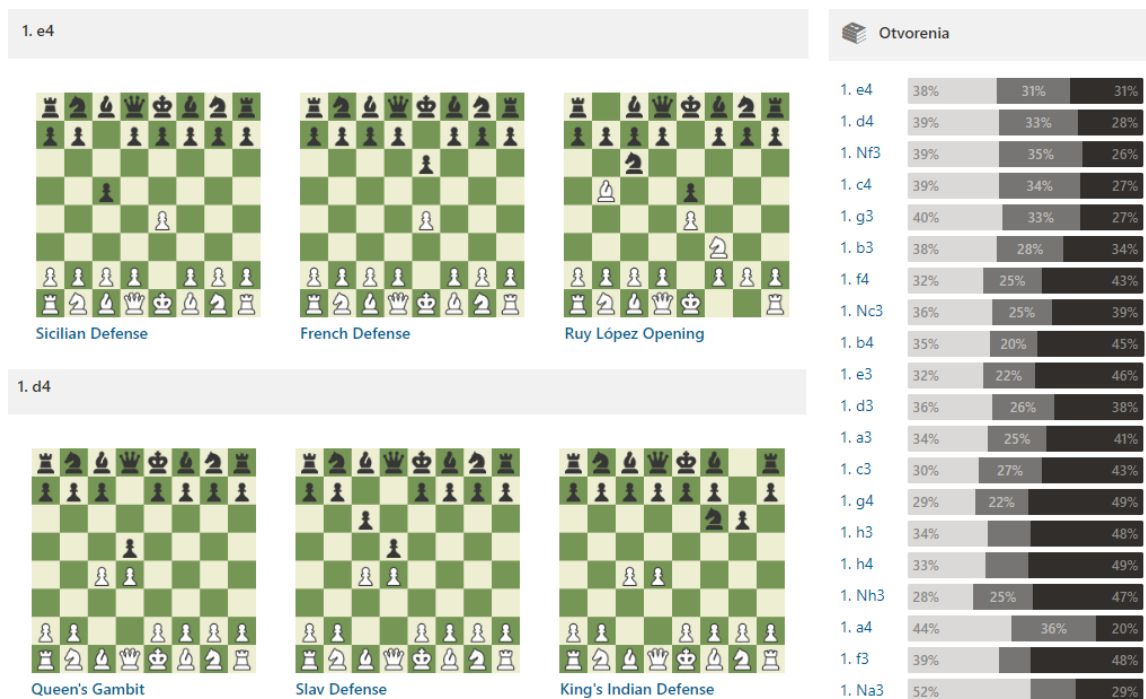 1. e4
Sicilian Defense
French Defense
Ruy López Opening
1. d4
Queen's Gambit
Slav Defense
King's Indian Defense
Otvorenia
1. e4 38% 31% 31%
1. d4 39% 33% 28%
1. Nf3 39% 35% 26%
1. c4 39% 34% 27%
1. g3 40% 33% 27%
1. b3 38% 28% 34%
1. f4 32% 25% 43%
1. Nc3 36% 25% 39%
1. b4 35% 20% 45%
1. e3 32% 22% 46%
1. d3 36% 26% 38%
1. a3 34% 25% 41%
1. c3 30% 27% 43%
1. g4 29% 22% 49%
1. h3 34% 48%
1. h4 33% 49%
1. Nh3 28% 25% 47%
1. a4 44% 36% 20%
1. f3 39% 48%
1. Na3 52% 29%